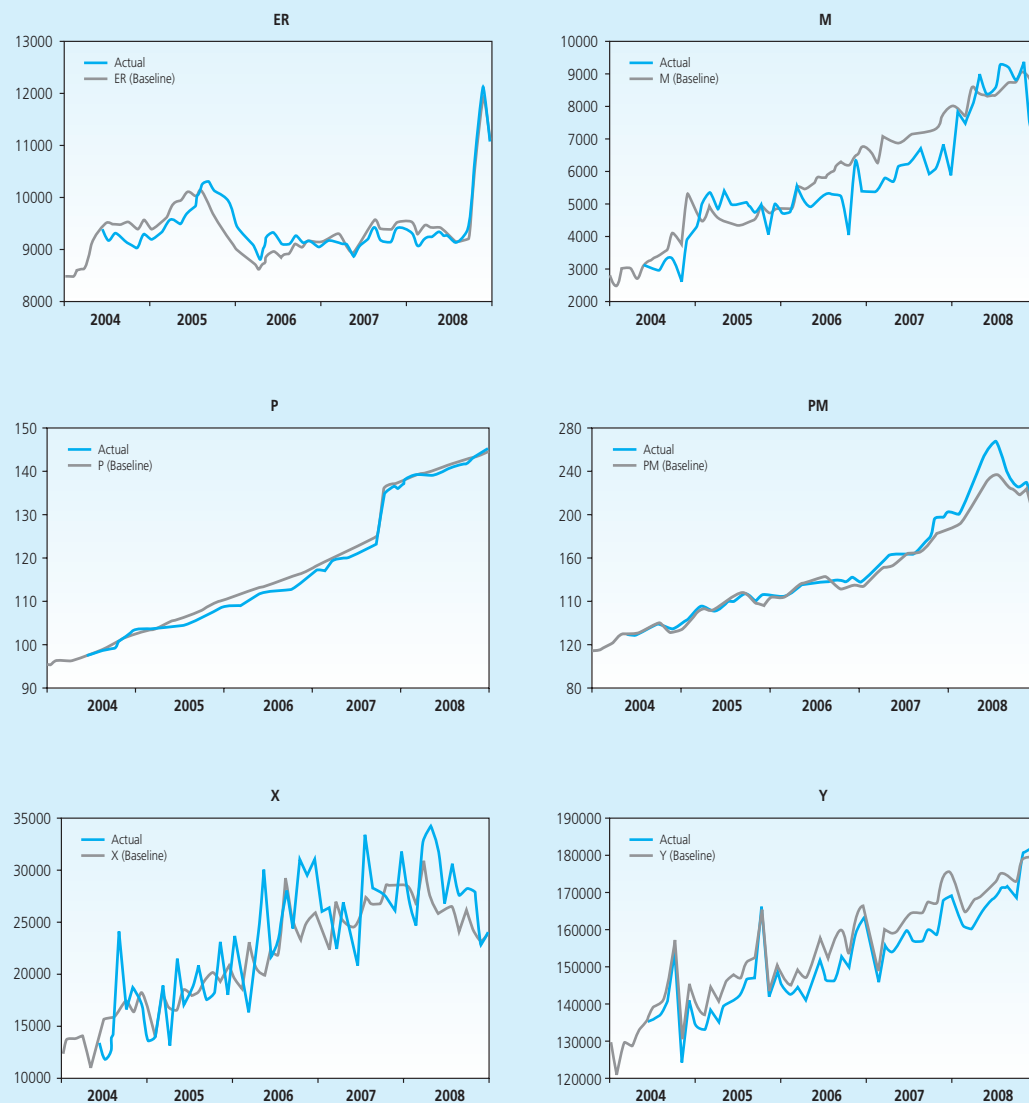 ER
13000
12000
11000
10000
9000
8000
Actual
ER (Baseline)
2004 2005 2006 2007 2008
M
10000
9000
8000
7000
6000
5000
4000
3000
2000
Actual
M (Baseline)
2004 2005 2006 2007 2008
P
150
140
130
120
110
100
90
Actual
P (Baseline)
2004 2005 2006 2007 2008
PM
280
240
200
160
110
120
80
Actual
PM (Baseline)
2004 2005 2006 2007 2008
X
35000
30000
25000
20000
15000
10000
Actual
X (Baseline)
2004 2005 2006 2007 2008
Y
190000
180000
170000
160000
150000
140000
130000
120000
Actual
Y (Baseline)
2004 2005 2006 2007 2008